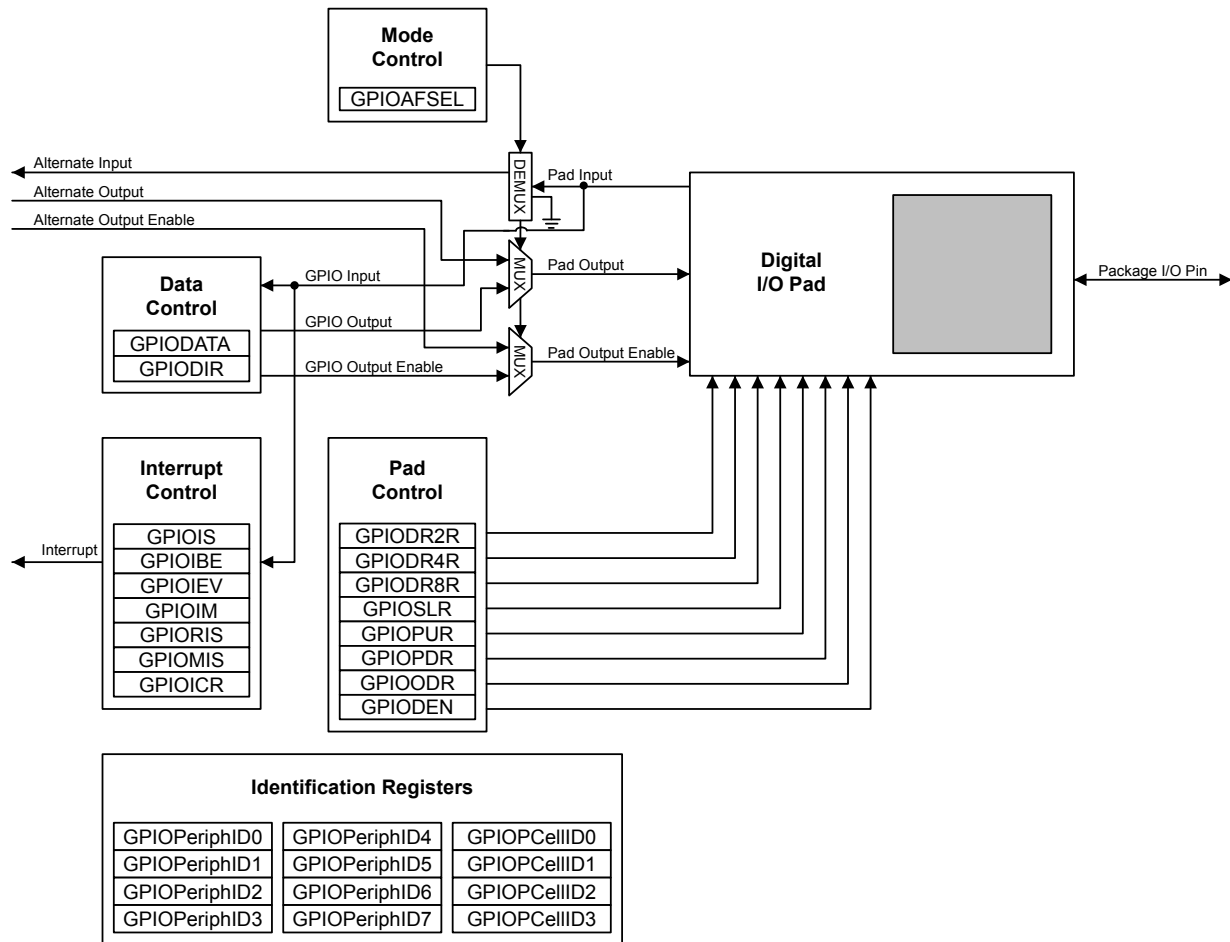 Mode
Control
GPIOAFSEL
Alternate Input
DEMUX
Pad Input
Alternate Output
Alternate Output Enable
MUX
Pad Output
Digital
I/O Pad
Package I/O Pin
Data
Control
GPIO Input
GPIODATA
GPIO Output
GPIODIR
GPIO Output Enable
MUX
Pad Output Enable
Interrupt
Control
GPIOIS
GPIOIBE
GPIOIEV
GPIOIM
GPIORIS
GPIOMIS
GPIOICR
Interrupt
Pad
Control
GPIODR2R
GPIODR4R
GPIODR8R
GPIOSLR
GPIOPUR
GPIOPDR
GPIOODR
GPIODEN
Identification Registers
GPIOPeriphID0
GPIOPeriphID1
GPIOPeriphID2
GPIOPeriphID3
GPIOPeriphID4
GPIOPeriphID5
GPIOPeriphID6
GPIOPeriphID7
GPIOPCellID0
GPIOPCellID1
GPIOPCellID2
GPIOPCellID3